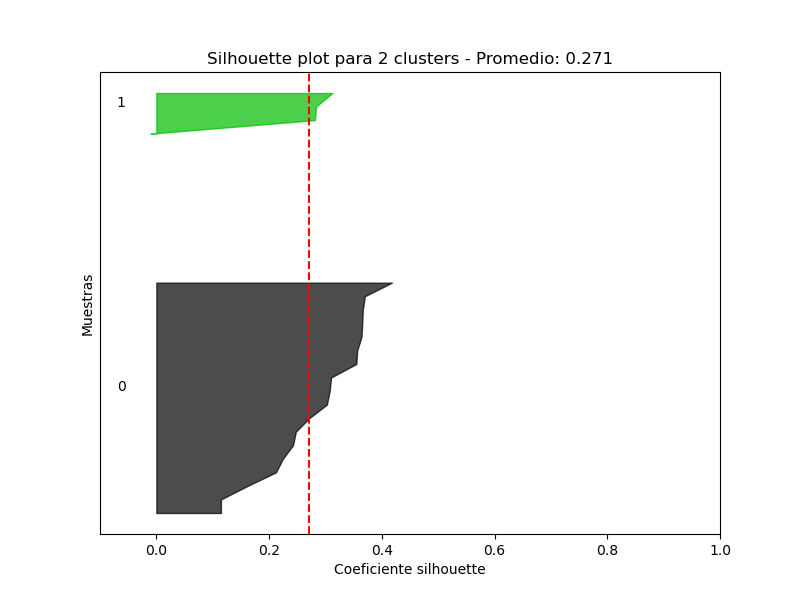 Silhouette plot para 2 clusters - Promedio: 0.271
1
0
Muestras
0.0 0.2 0.4 0.6 0.8 1.0
Coeficiente silhouette